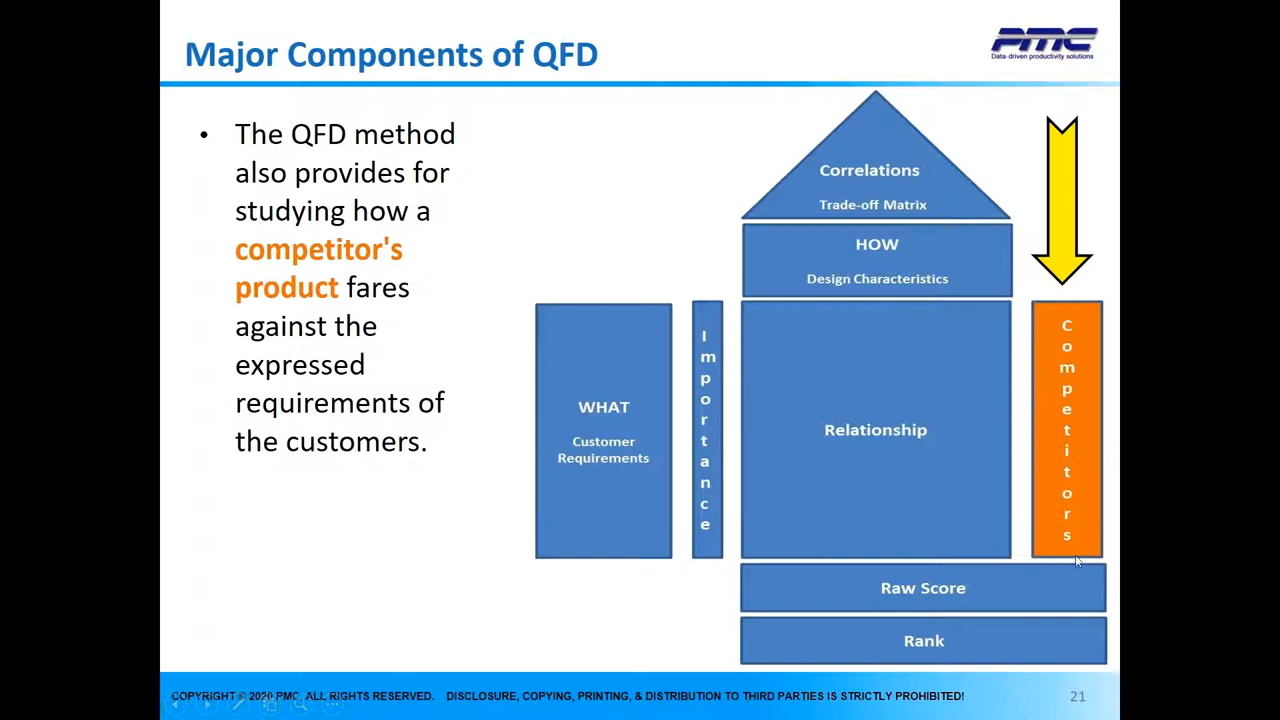 Major Components of QFD
PMC
Data-driven productivity solutions
• The QFD method
also provides for
studying how a
competitor's
product fares
against the
expressed
requirements of
the customers.
Correlations
Trade-off Matrix
HOW
Design Characteristics
WHAT
Customer
Requirements
Importance
Relationship
Competitors
Raw Score
Rank
COPYRIGHT © 2020 PMC. ALL RIGHTS RESERVED. DISCLOSURE, COPYING, PRINTING, & DISTRIBUTION TO THIRD PARTIES IS STRICTLY PROHIBITED!
21